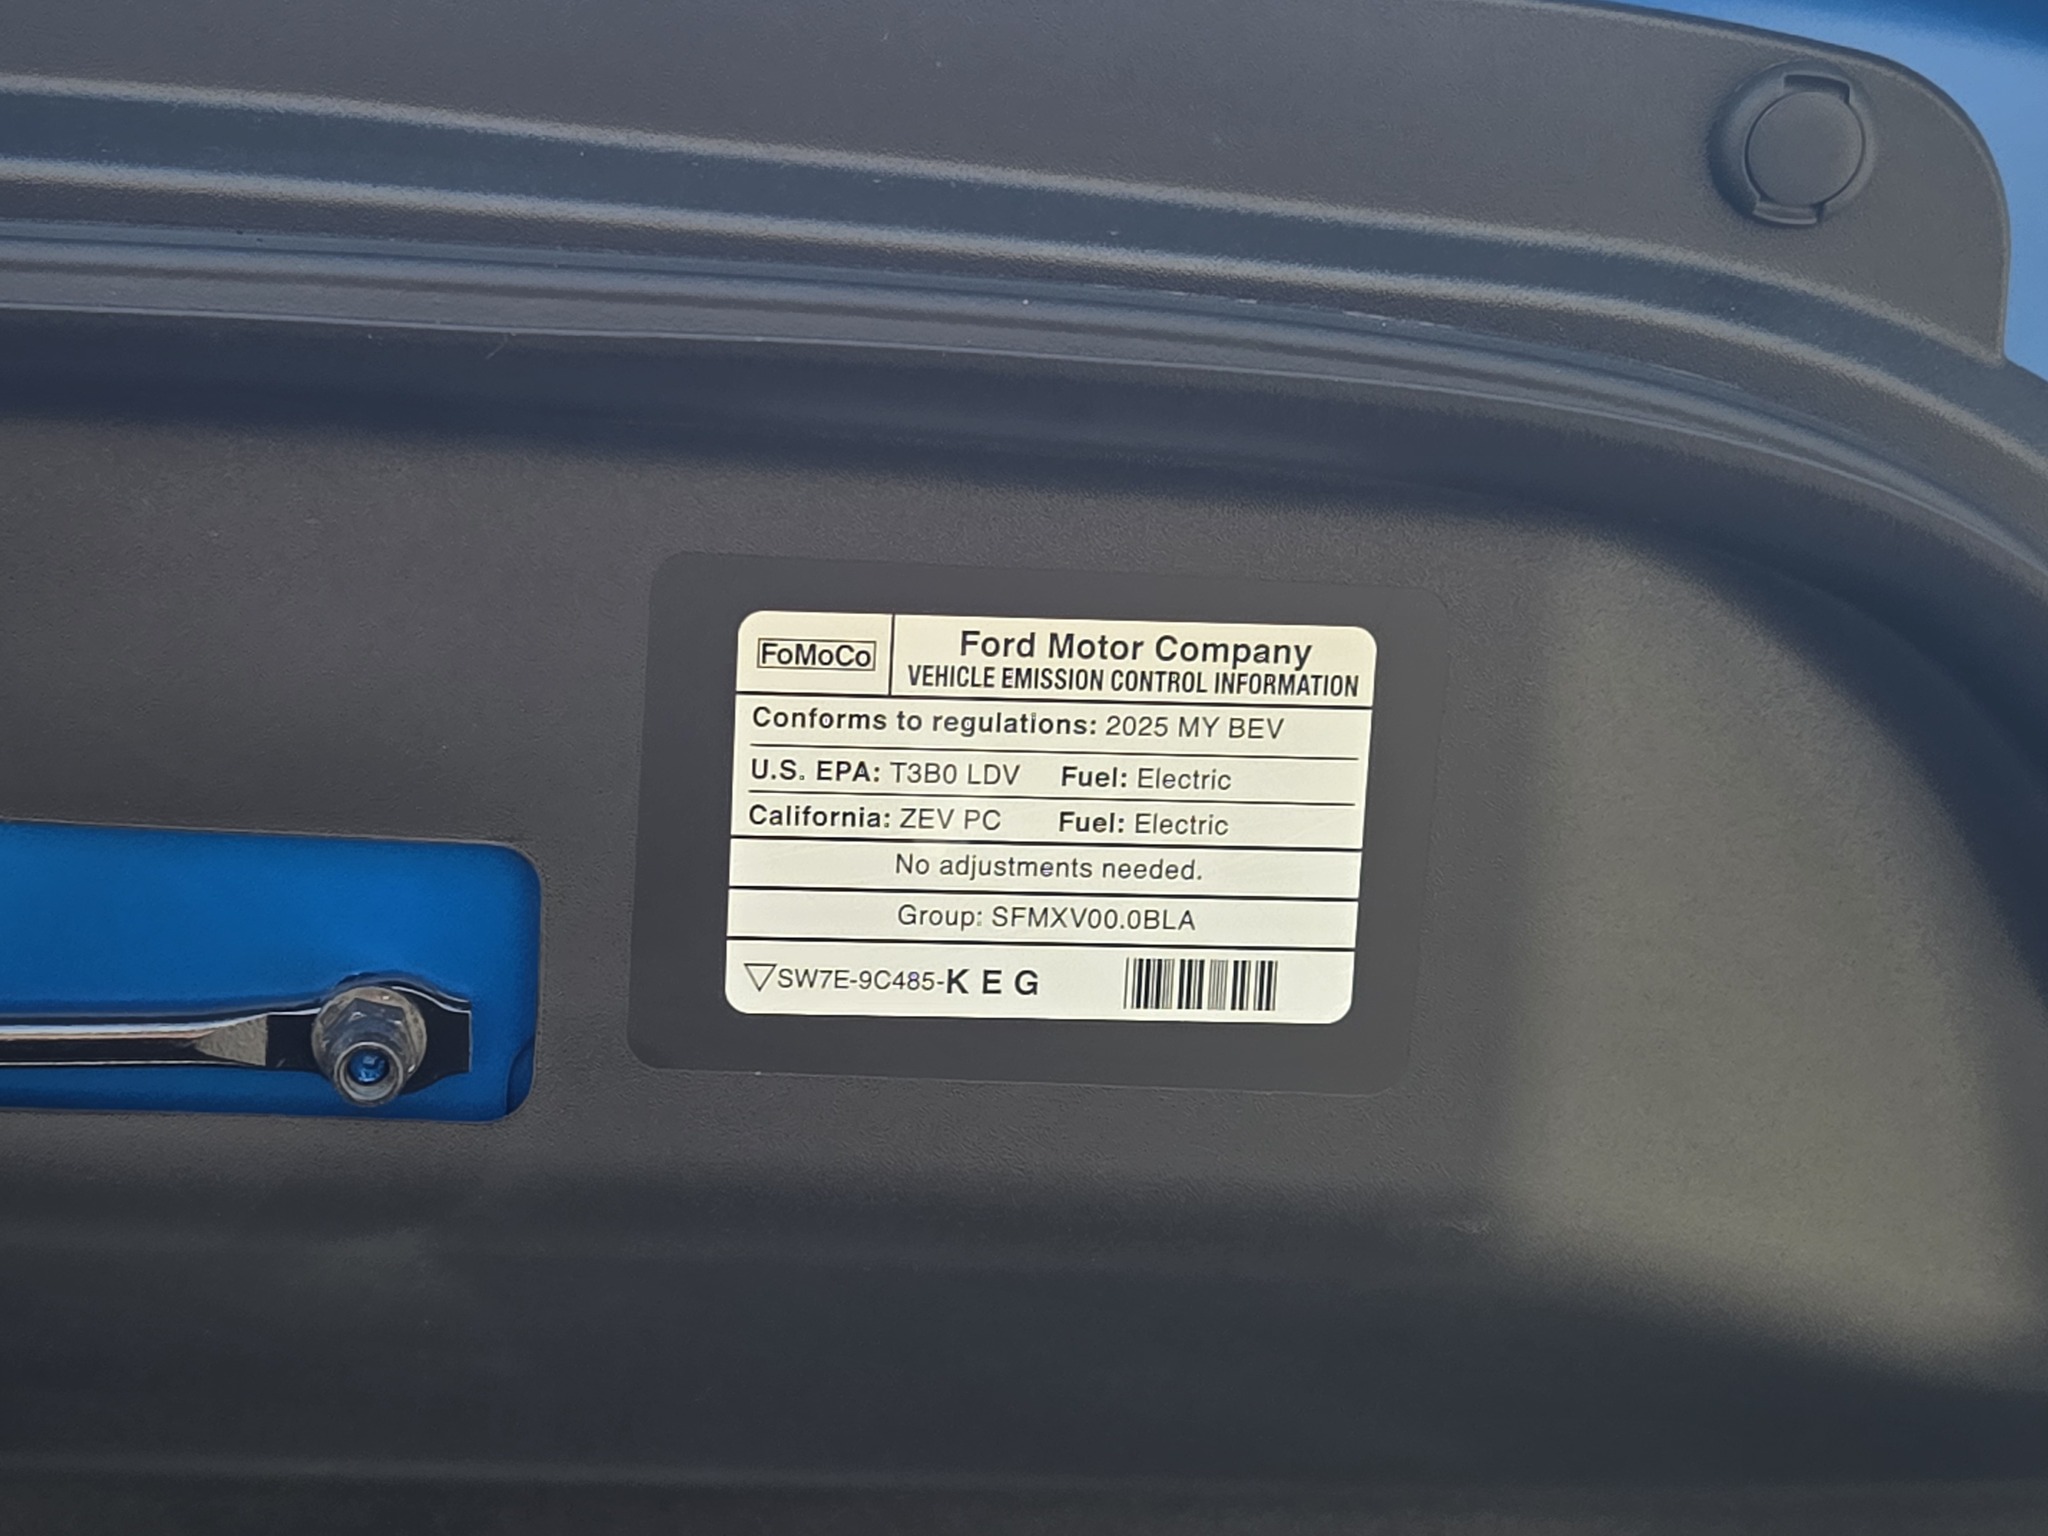 FoMoCo
Ford Motor Company
VEHICLE EMISSION CONTROL INFORMATION
Conforms to regulations: 2025 MY BEV
U.S. EPA: T3B0 LDV Fuel: Electric
California: ZEV PC Fuel: Electric
No adjustments needed.
Group: SFMXV00.0BLA
SW7E-9C485-K E G